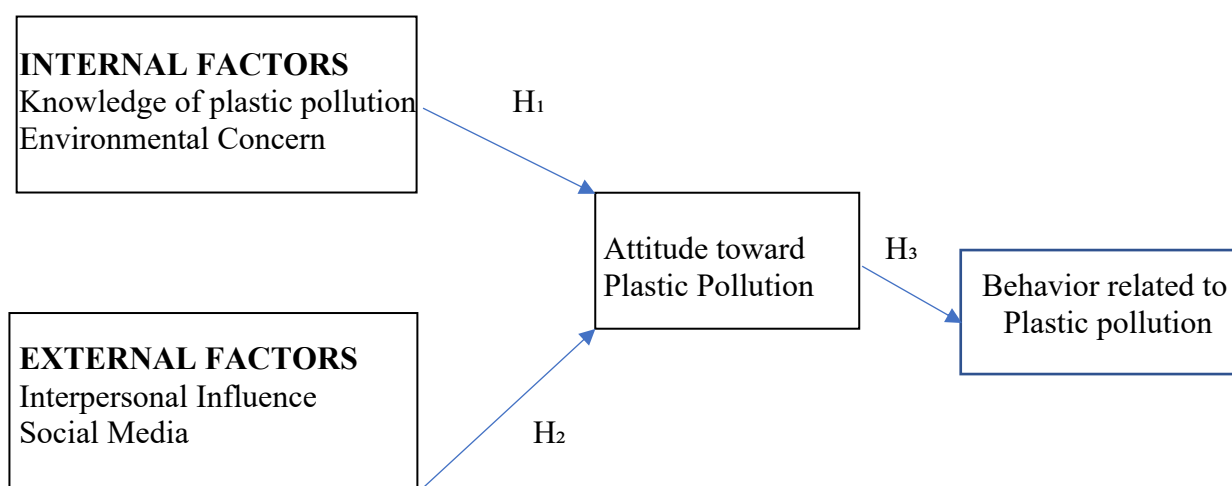 INTERNAL FACTORS
Knowledge of plastic pollution
Environmental Concern
H₁
Attitude toward
Plastic Pollution
H₃
Behavior related to
Plastic pollution
EXTERNAL FACTORS
Interpersonal Influence
Social Media
H₂